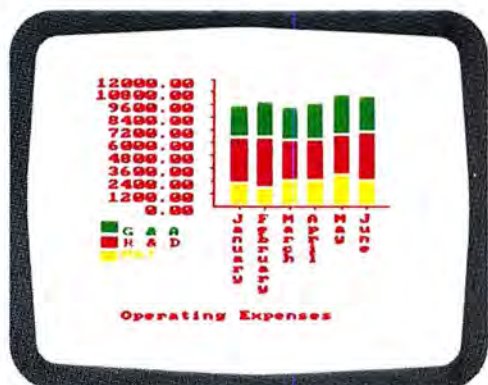 12000.00
10800.00
9600.00
8400.00
7200.00
6000.00
4800.00
3600.00
2400.00
1200.00
0.00
G & A
R & D
January
February
March
April
May
June
Operating Expenses